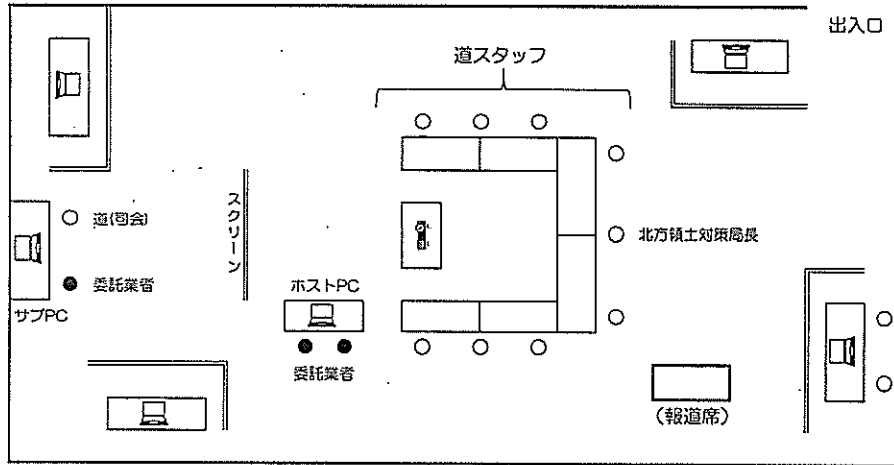 出入口
道スタッフ
スクリーン
道(司会)
北方領土対策局長
委託業者
ホストPC
サブPC
委託業者
(報道席)